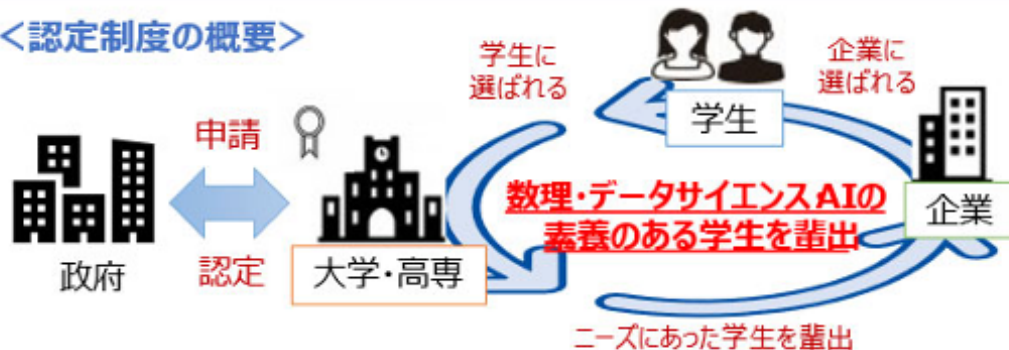 <認定制度の概要>
学生に
選ばれる
企業に
選ばれる
学生
申請
数理・データサイエンスAIの
素養のある学生を輩出
企業
政府
認定
大学・高専
ニーズにあった学生を輩出